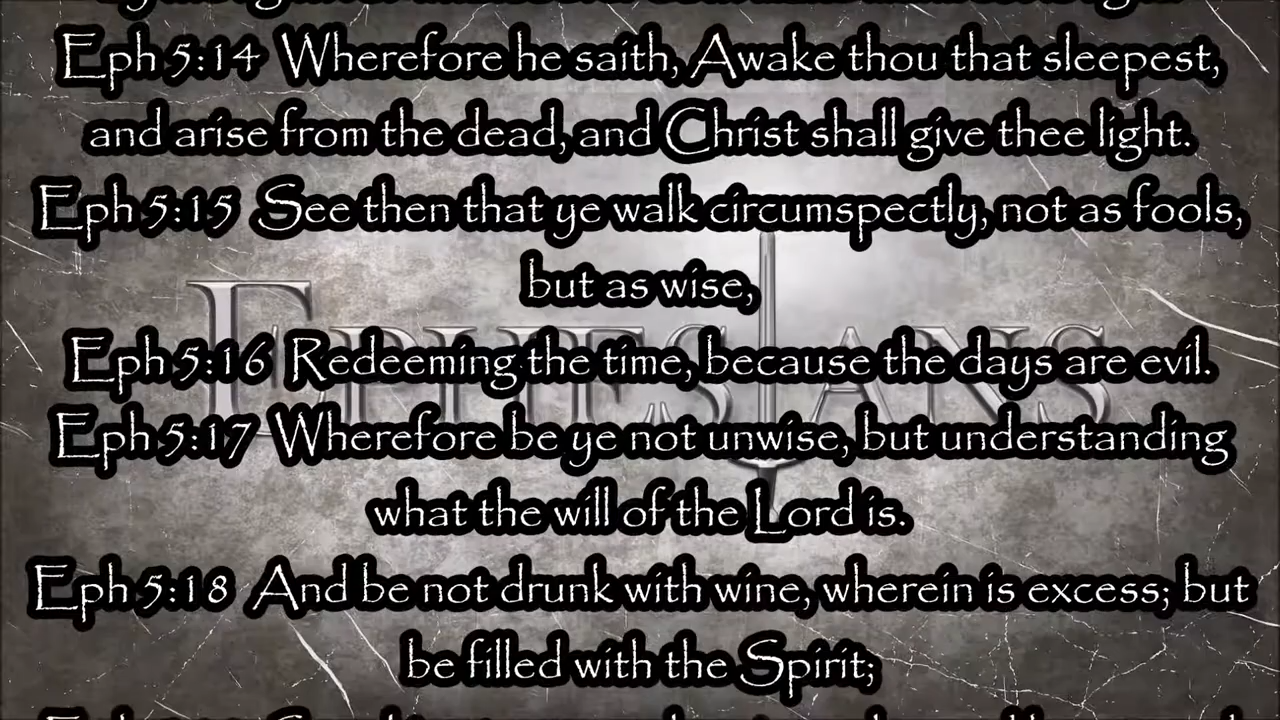 Eph 5:14 Wherefore he saith, Awake thou that sleepest,
and arise from the dead, and Christ shall give thee light.
Eph 5:15 See then that ye walk circumspectly, not as fools,
but as wise,
Eph 5:16 Redeeming the time, because the days are evil.
Eph 5:17 Wherefore be ye not unwise, but understanding
what the will of the Lord is.
Eph 5:18 And be not drunk with wine, wherein is excess; but
be filled with the Spirit;
EPHESIANS